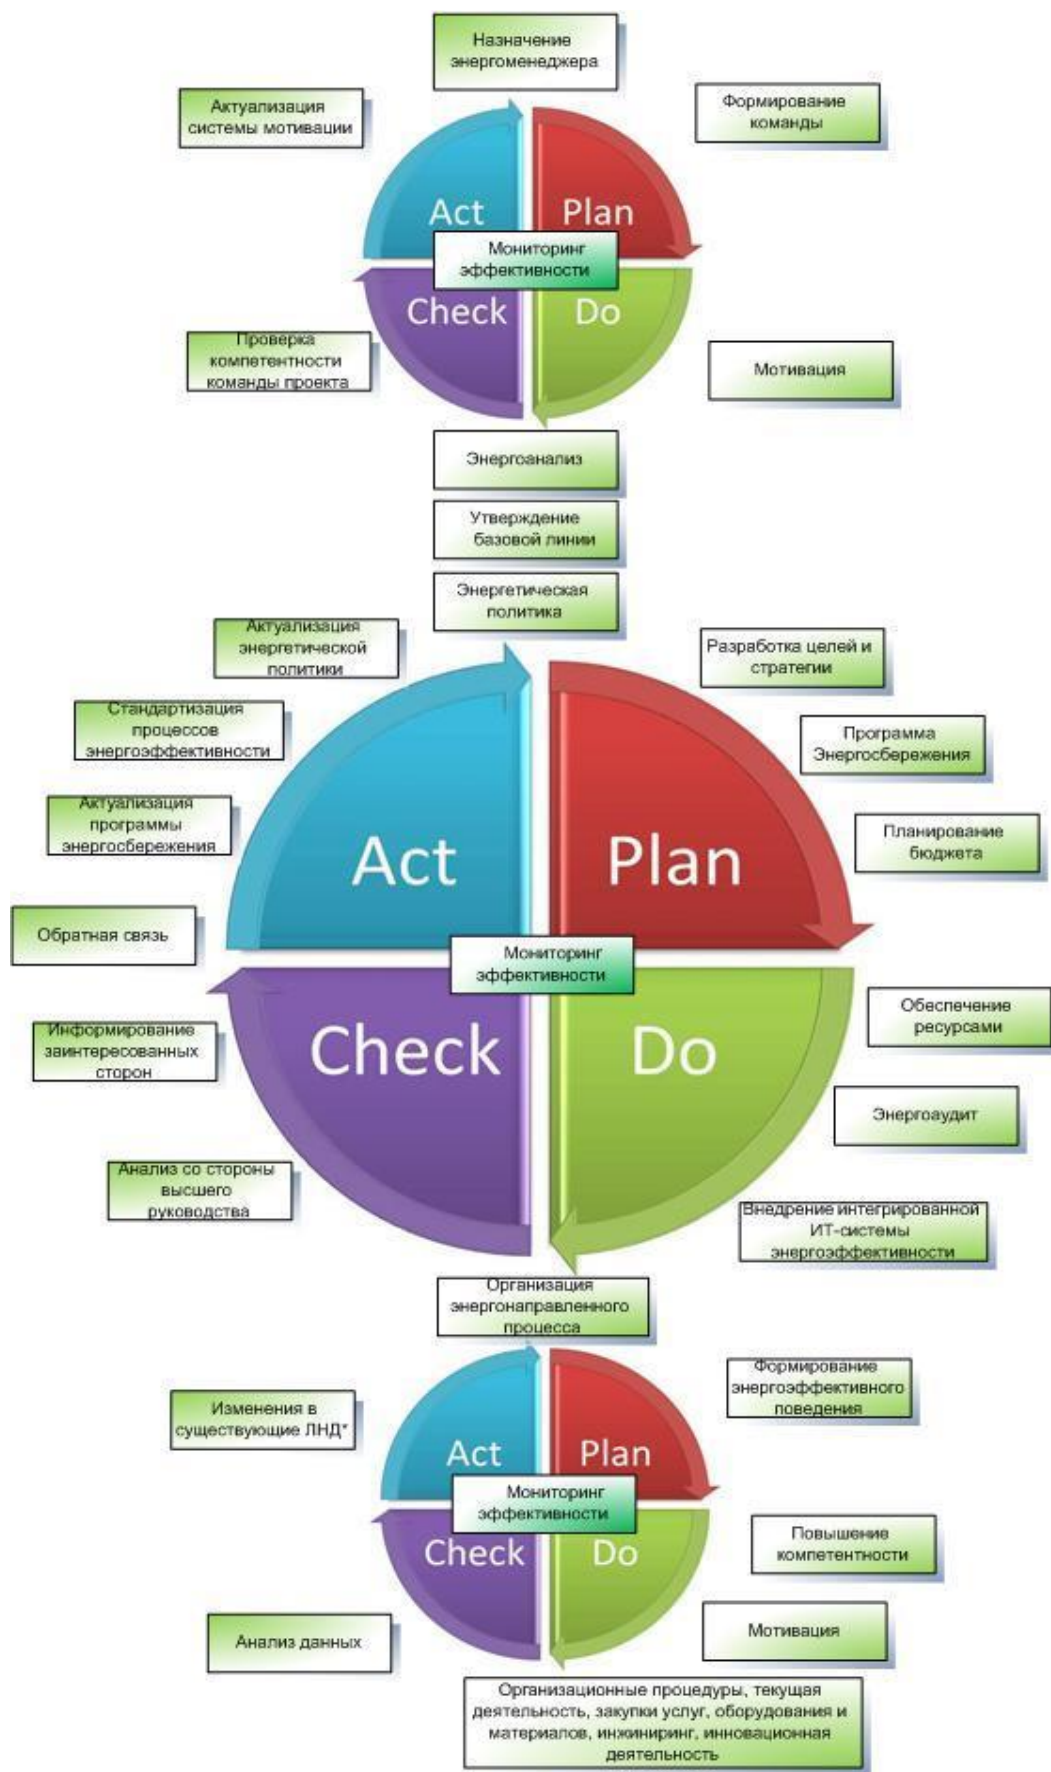 Назначение
энергоменеджера
Актуализация
системы мотивации
Формирование
команды
Act
Plan
Мониторинг
эффективности
Check
Do
Проверка
компетентности
команды проекта
Мотивация
Энергоанализ
Утверждение
базовой линии
Энергетическая
политика
Актуализация
энергетической
политики
Разработка целей и
стратегии
Стандартизация
процессов
энергоэффективности
Программа
Энергосбережения
Актуализация
программы
энергосбережения
Планирование
бюджета
Act
Plan
Обратная связь
Мониторинг
эффективности
Обеспечение
ресурсами
Информирование
заинтересованных
сторон
Check
Do
Энергоаудит
Анализ со стороны
высшего
руководства
Внедрение интегрированной
ИТ-системы
энергоэффективности
Организация
энергонаправленного
процесса
Формирование
энергоэффективного
поведения
Изменения в
существующие ЛНД*
Act
Plan
Мониторинг
эффективности
Check
Do
Повышение
компетентности
Анализ данных
Мотивация
Организационные процедуры, текущая
деятельность, закупки услуг, оборудования и
материалов, инжиниринг, инновационная
деятельность